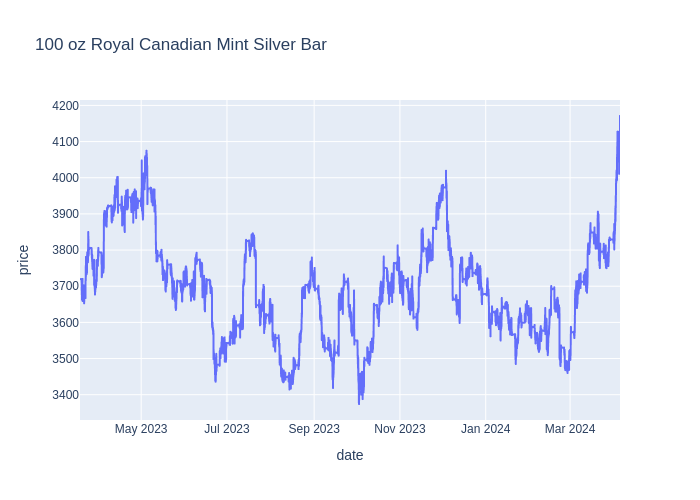 100 oz Royal Canadian Mint Silver Bar
4200
4100
4000
3900
3800
3700
3600
3500
3400
price
May 2023 Jul 2023 Sep 2023 Nov 2023 Jan 2024 Mar 2024
date